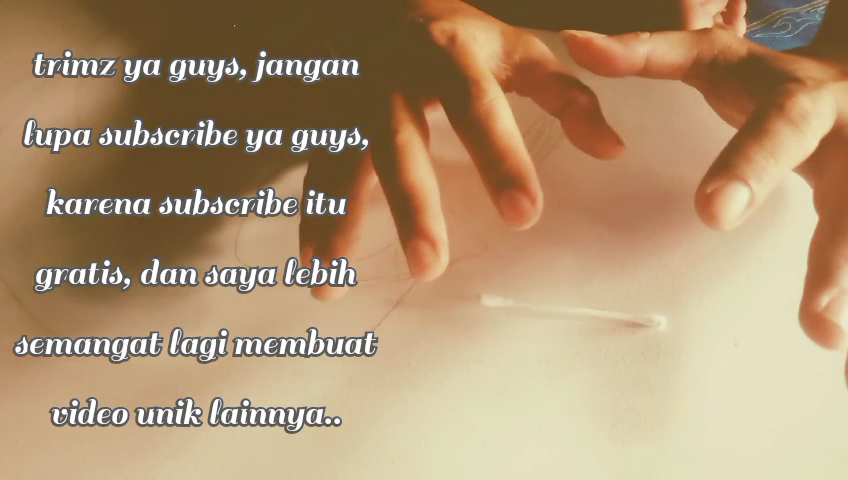 trimz ya guys, jangan
lupa subscribe ya guys,
karena subscribe itu
gratis, dan saya lebih
semangat lagi membuat
video unik lainnya..